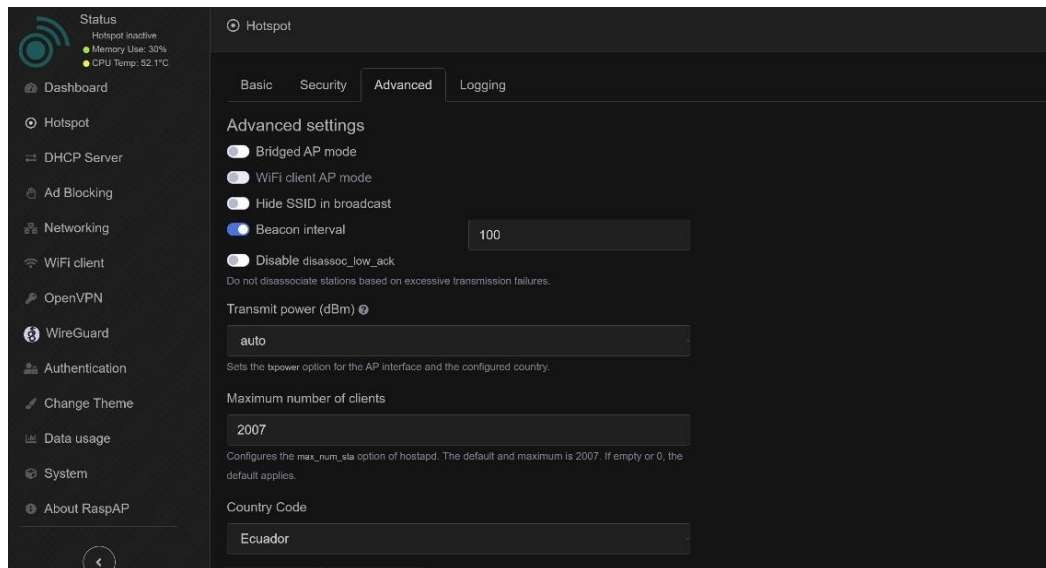 Status
Hotspot inactive
Memory Use: 30%
CPU Temp: 52.1°C
Dashboard
Hotspot
DHCP Server
Ad Blocking
Networking
WiFi client
OpenVPN
WireGuard
Authentication
Change Theme
Data usage
System
About RaspAP
Hotspot
Basic Security Advanced Logging
Advanced settings
Bridged AP mode
WiFi client AP mode
Hide SSID in broadcast
Beacon interval 100
Disable disassoc_low_ack
Do not disassociate stations based on excessive transmission failures.
Transmit power (dBm)
auto
Sets the txpower option for the AP interface and the configured country.
Maximum number of clients
2007
Configures the max_num_sta option of hostapd. The default and maximum is 2007. If empty or 0, the
default applies.
Country Code
Ecuador